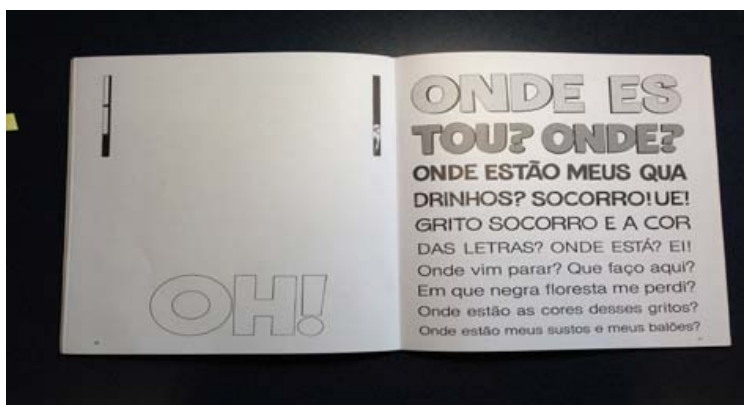 OH!
ONDE ES
TOU? ONDE?
ONDE ESTÃO MEUS QUA
DRINHOS? SOCORRO! UE!
GRITO SOCORRO E A COR
DAS LETRAS? ONDE ESTÁ? EI!
Onde vim parar? Que faço aqui?
Em que negra floresta me perdi?
Onde estão as cores desses gritos?
Onde estão meus sustos e meus balões?